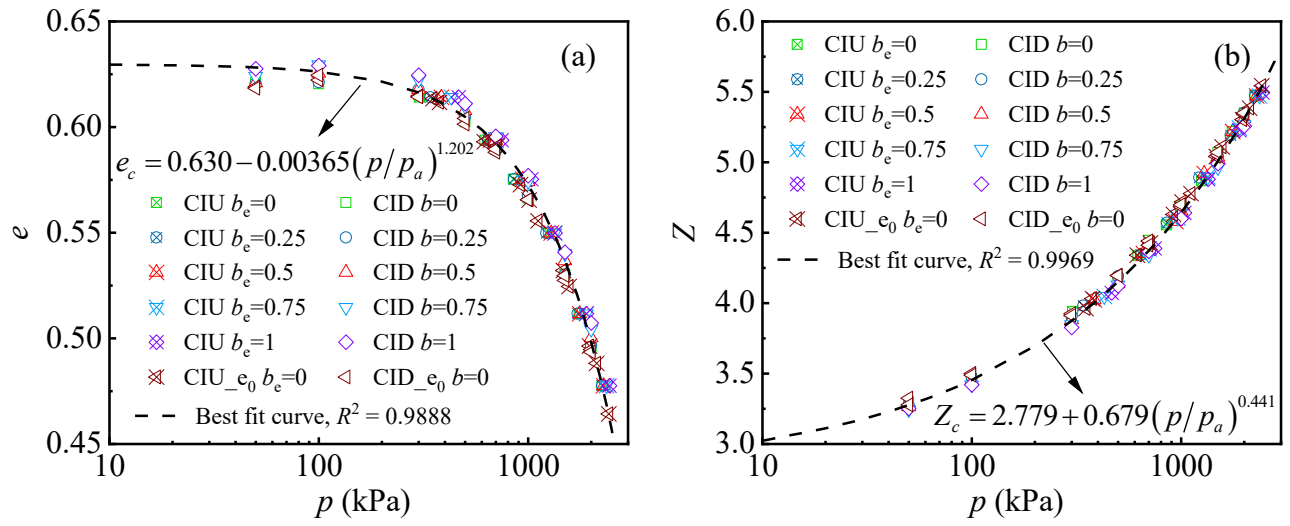 (a)
0.65
0.60
0.55
0.50
0.45
e
e_c = 0.630 − 0.00365(p/p_a)^1.202
CIU b_e=0 CID b=0
CIU b_e=0.25 CID b=0.25
CIU b_e=0.5 CID b=0.5
CIU b_e=0.75 CID b=0.75
CIU b_e=1 CID b=1
CIU_e_0 b_e=0 CID_e_0 b=0
Best fit curve, R² = 0.9888
10 100 1000
p (kPa)
(b)
6.0
5.5
5.0
4.5
4.0
3.5
3.0
Z
CIU b_e=0 CID b=0
CIU b_e=0.25 CID b=0.25
CIU b_e=0.5 CID b=0.5
CIU b_e=0.75 CID b=0.75
CIU b_e=1 CID b=1
CIU_e_0 b_e=0 CID_e_0 b=0
Best fit curve, R² = 0.9969
Z_c = 2.779 + 0.679(p/p_a)^0.441
10 100 1000
p (kPa)